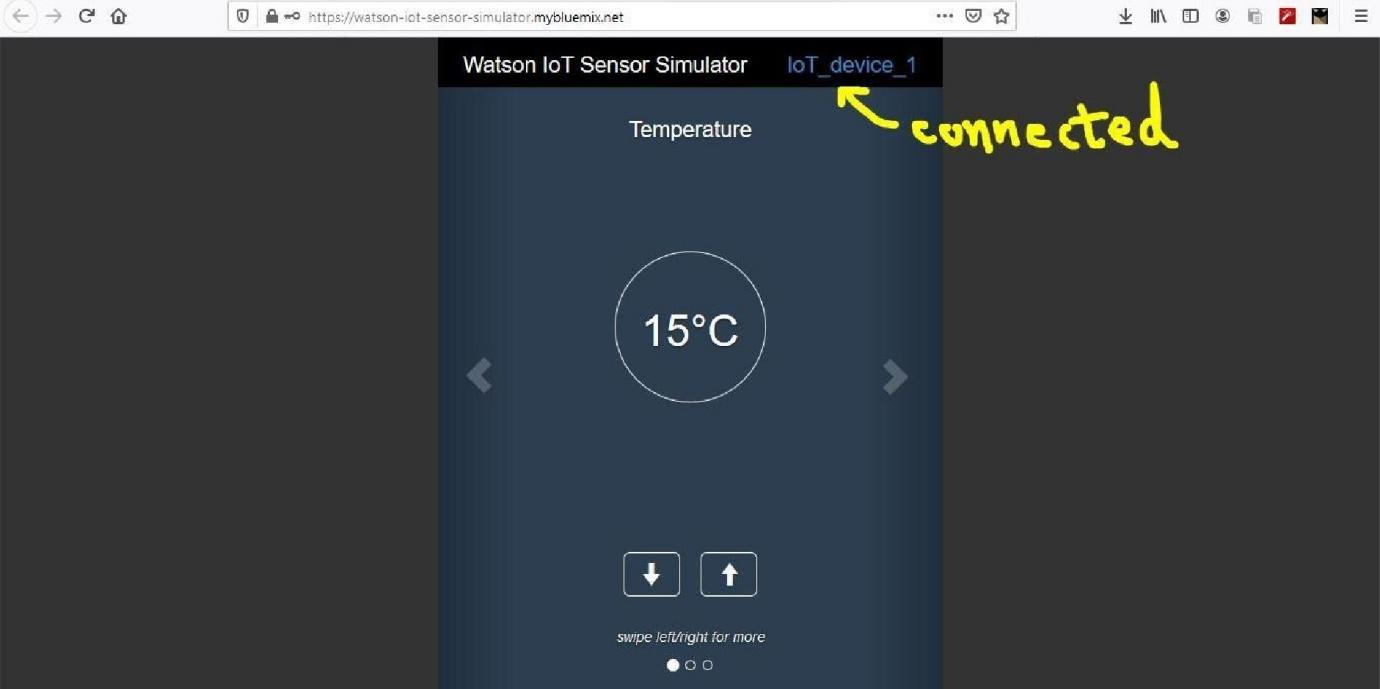 https://watson-iot-sensor-simulator.mybluemix.net
Watson IoT Sensor Simulator IoT_device_1
connected
Temperature
15°C
swipe left/right for more